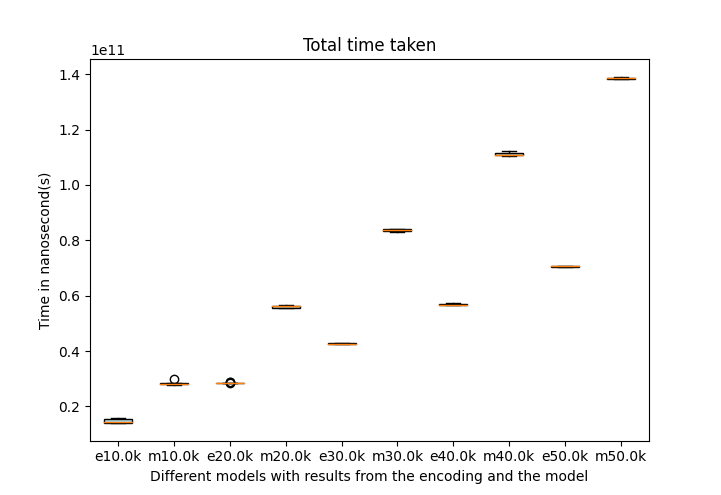 Total time taken
1e11
1.4
1.2
1.0
0.8
0.6
0.4
0.2
Time in nanosecond(s)
e10.0k m10.0k e20.0k m20.0k e30.0k m30.0k e40.0k m40.0k e50.0k m50.0k
Different models with results from the encoding and the model